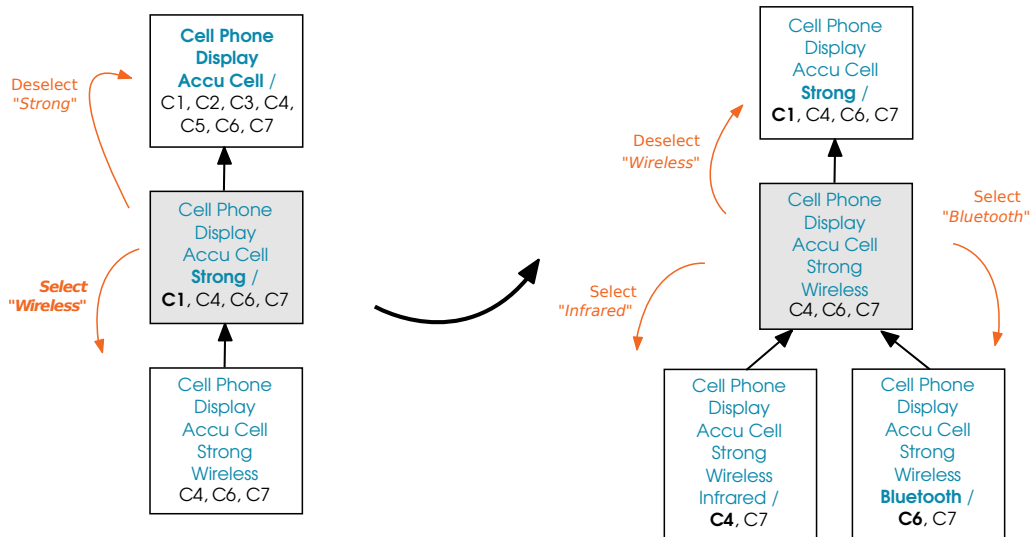 Cell Phone
Display
Accu Cell /
C1, C2, C3, C4,
C5, C6, C7
Deselect
"Strong"
Cell Phone
Display
Accu Cell
Strong /
C1, C4, C6, C7
Select
"Wireless"
Cell Phone
Display
Accu Cell
Strong
Wireless
C4, C6, C7
Cell Phone
Display
Accu Cell
Strong /
C1, C4, C6, C7
Deselect
"Wireless"
Cell Phone
Display
Accu Cell
Strong
Wireless
C4, C6, C7
Select
"Bluetooth"
Select
"Infrared"
Cell Phone
Display
Accu Cell
Strong
Wireless
Infrared /
C4, C7
Cell Phone
Display
Accu Cell
Strong
Wireless
Bluetooth /
C6, C7